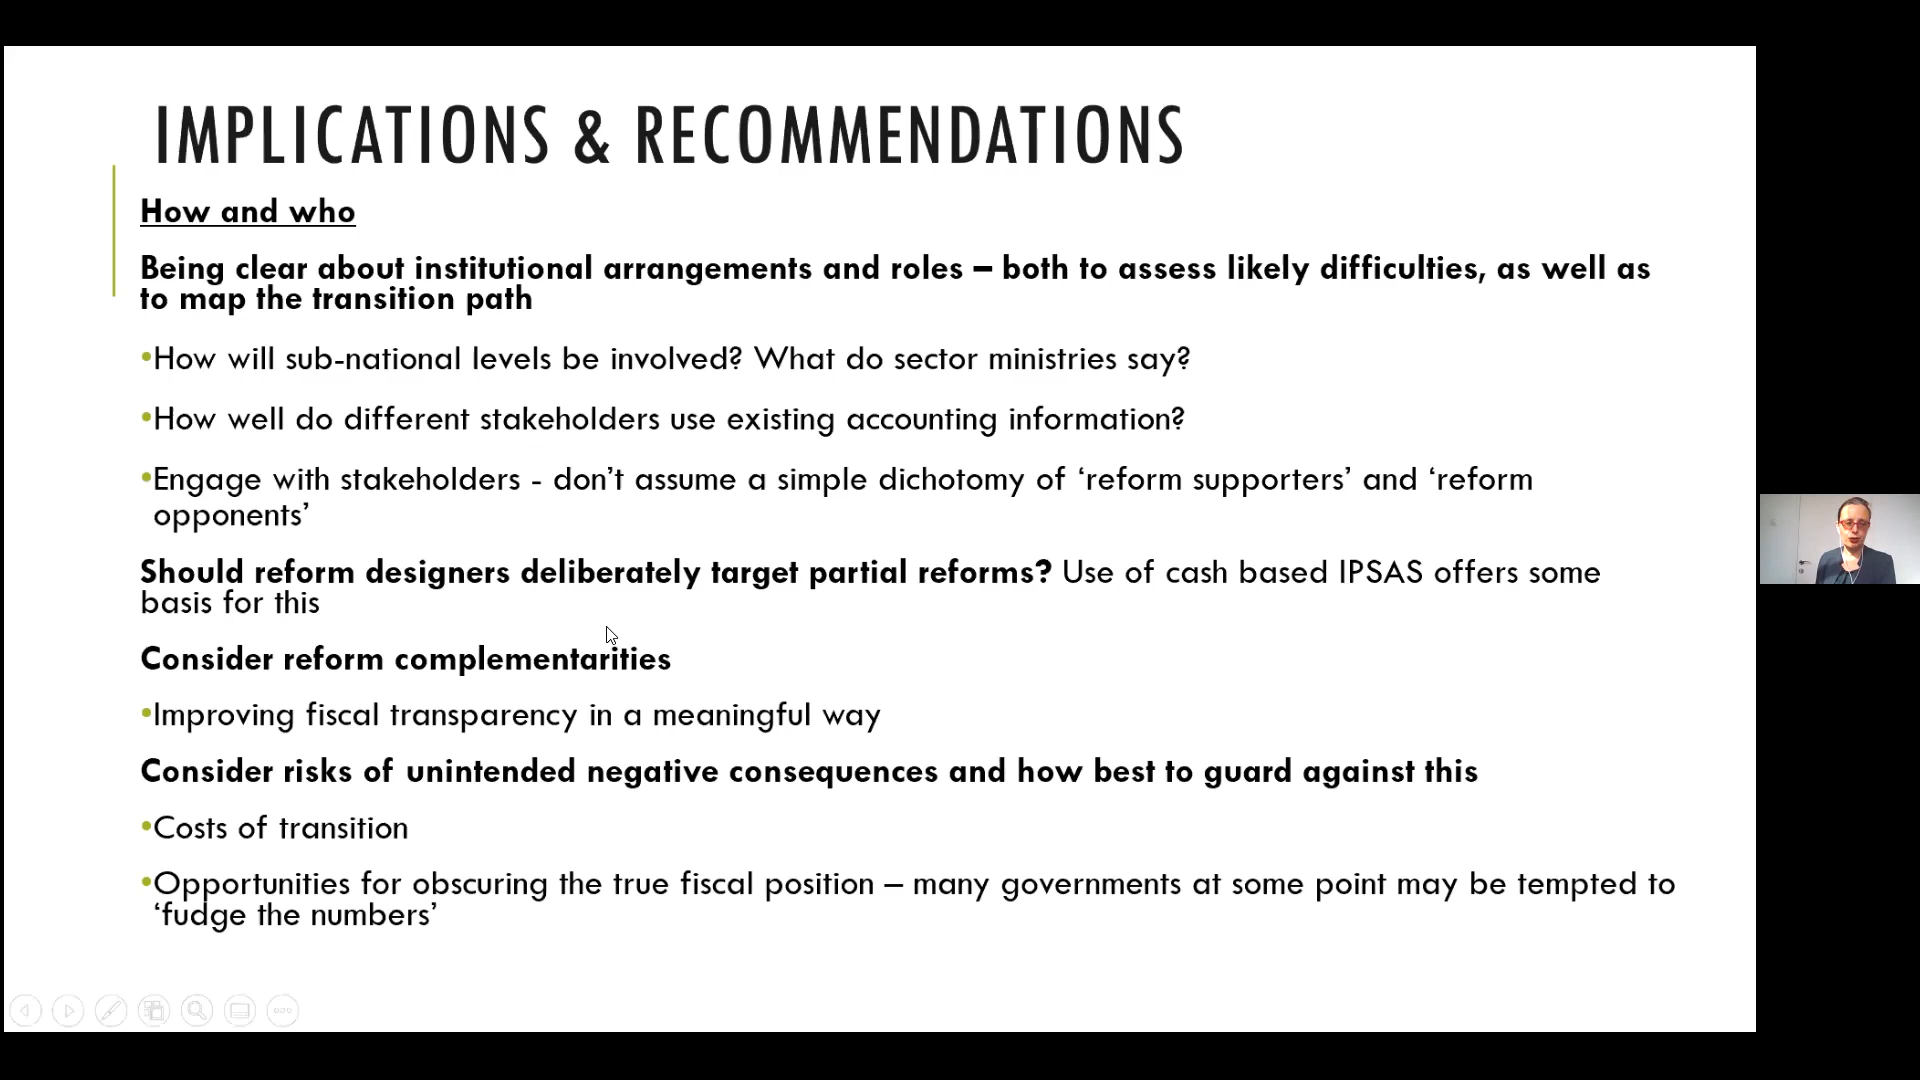 IMPLICATIONS & RECOMMENDATIONS
How and who
Being clear about institutional arrangements and roles – both to assess likely difficulties, as well as
to map the transition path
•How will sub-national levels be involved? What do sector ministries say?
•How well do different stakeholders use existing accounting information?
•Engage with stakeholders - don’t assume a simple dichotomy of ‘reform supporters’ and ‘reform
opponents’
Should reform designers deliberately target partial reforms? Use of cash based IPSAS offers some
basis for this
Consider reform complementarities
•Improving fiscal transparency in a meaningful way
Consider risks of unintended negative consequences and how best to guard against this
•Costs of transition
•Opportunities for obscuring the true fiscal position – many governments at some point may be tempted to
‘fudge the numbers’